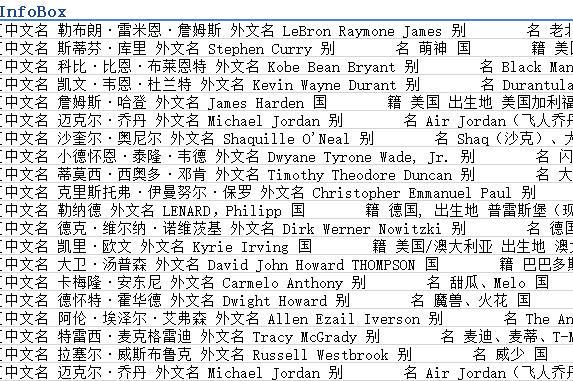 InfoBox
[中文名 勒布朗·雷米恩·詹姆斯 外文名 LeBron Raymone James 别 名 老北
[中文名 斯蒂芬·库里 外文名 Stephen Curry 别 名 萌神 国 籍 美
[中文名 科比·比恩·布莱恩特 外文名 Kobe Bean Bryant 别 名 Black Mam
[中文名 凯文·韦恩·杜兰特 外文名 Kevin Wayne Durant 别 名 Durantula
[中文名 詹姆斯·哈登 外文名 James Harden 国 籍 美国 出生地 美国加利福
[中文名 迈克尔·乔丹 外文名 Michael Jordan 别 名 Air Jordan（飞人乔丹
[中文名 沙奎尔·奥尼尔 外文名 Shaquille O'Neal 别 名 Shaq（沙克）、大
[中文名 小德怀恩·泰隆·韦德 外文名 Dwyane Tyrone Wade, Jr. 别 名 闪
[中文名 蒂莫西·西奥多·邓肯 外文名 Timothy Theodore Duncan 别 名 大
[中文名 克里斯托弗·伊曼努尔·保罗 外文名 Christopher Emmanuel Paul 别
[中文名 勒纳德 外文名 LENARD，Philipp 国 籍 德国, 出生地 普雷斯堡（现
[中文名 德克·维尔纳·诺维茨基 外文名 Dirk Werner Nowitzki 别 名 德国
[中文名 凯里·欧文 外文名 Kyrie Irving 国 籍 美国/澳大利亚 出生地 澳大
[中文名 大卫·汤普森 外文名 David John Howard THOMPSON 国 籍 巴巴多斯
[中文名 卡梅隆·安东尼 外文名 Carmelo Anthony 别 名 甜瓜、Melo 国
[中文名 德怀特·霍华德 外文名 Dwight Howard 别 名 魔兽、火花 国
[中文名 阿伦·埃泽尔·艾弗森 外文名 Allen Ezail Iverson 别 名 The An
[中文名 特雷西·麦克格雷迪 外文名 Tracy McGrady 别 名 麦迪、麦蒂、T-M
[中文名 拉塞尔·威斯布鲁克 外文名 Russell Westbrook 别 名 威少 国
[中文名 迈克尔·乔丹 外文名 Michael Jordan 别 名 Air Jordan（飞人乔丹